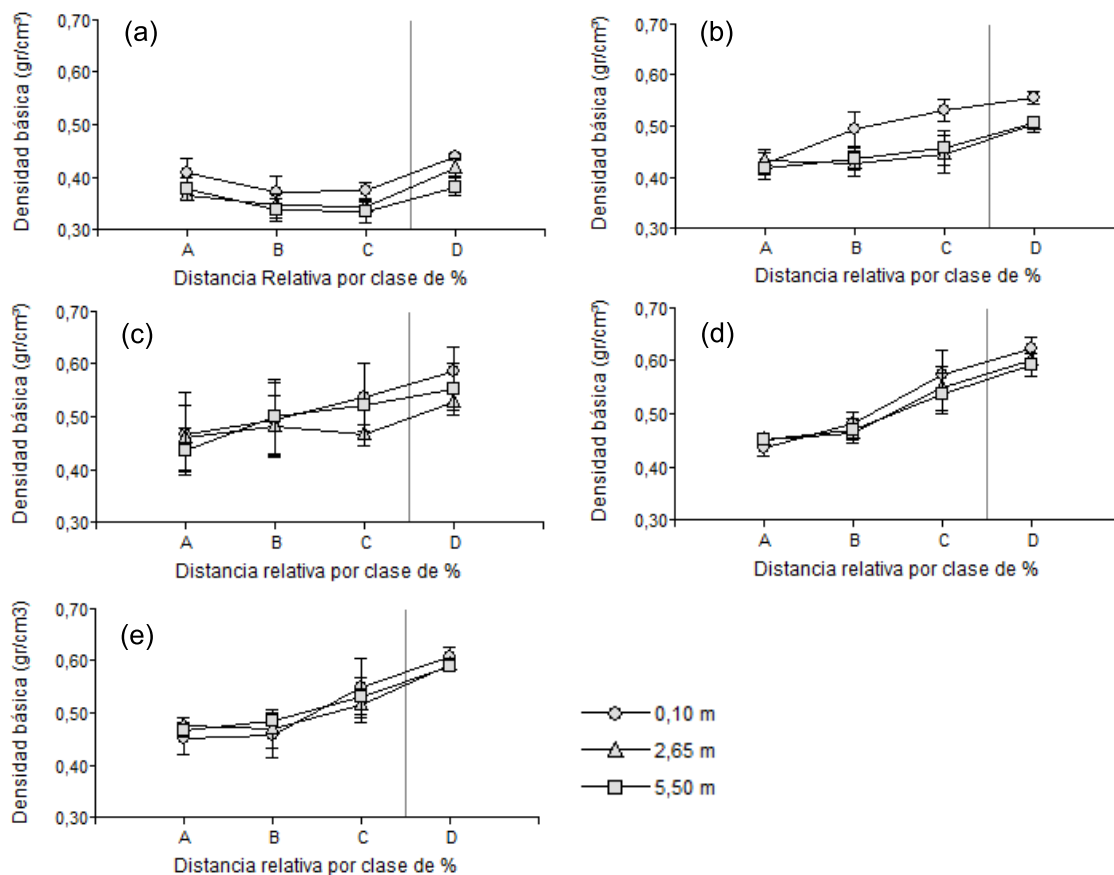 (a)
Densidad básica (gr/cm³)
0,70
0,60
0,50
0,40
0,30
A B C D
Distancia Relativa por clase de %
(b)
Densidad básica (gr/cm³)
0,70
0,60
0,50
0,40
0,30
A B C D
Distancia relativa por clase de %
(c)
Densidad básica (gr/cm³)
0,70
0,60
0,50
0,40
0,30
A B C D
Distancia relativa por clase de %
(d)
Densidad básica (gr/cm³)
0,70
0,60
0,50
0,40
0,30
A B C D
Distancia relativa por clase de %
(e)
Densidad básica (gr/cm3)
0,70
0,60
0,50
0,40
0,30
A B C D
Distancia relativa por clase de %
0,10 m
2,65 m
5,50 m